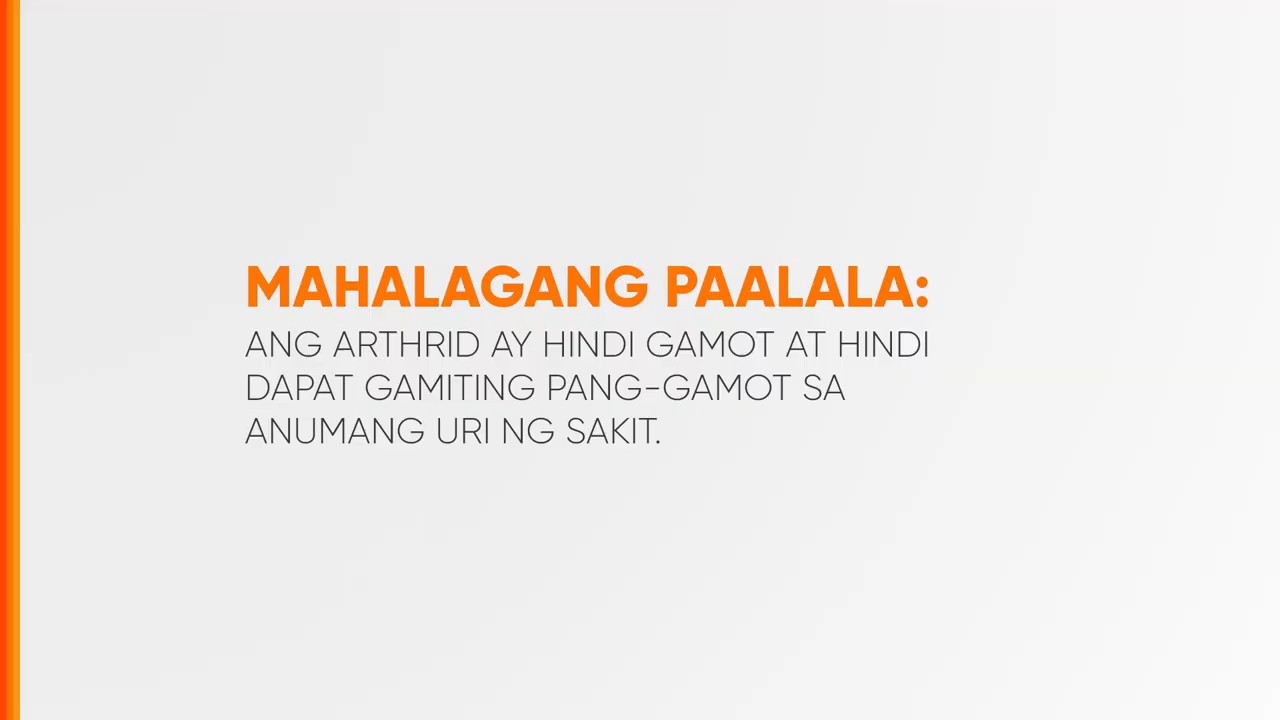 MAHALAGANG PAALALA:
ANG ARTHRID AY HINDI GAMOT AT HINDI
DAPAT GAMITING PANG-GAMOT SA
ANUMANG URI NG SAKIT.